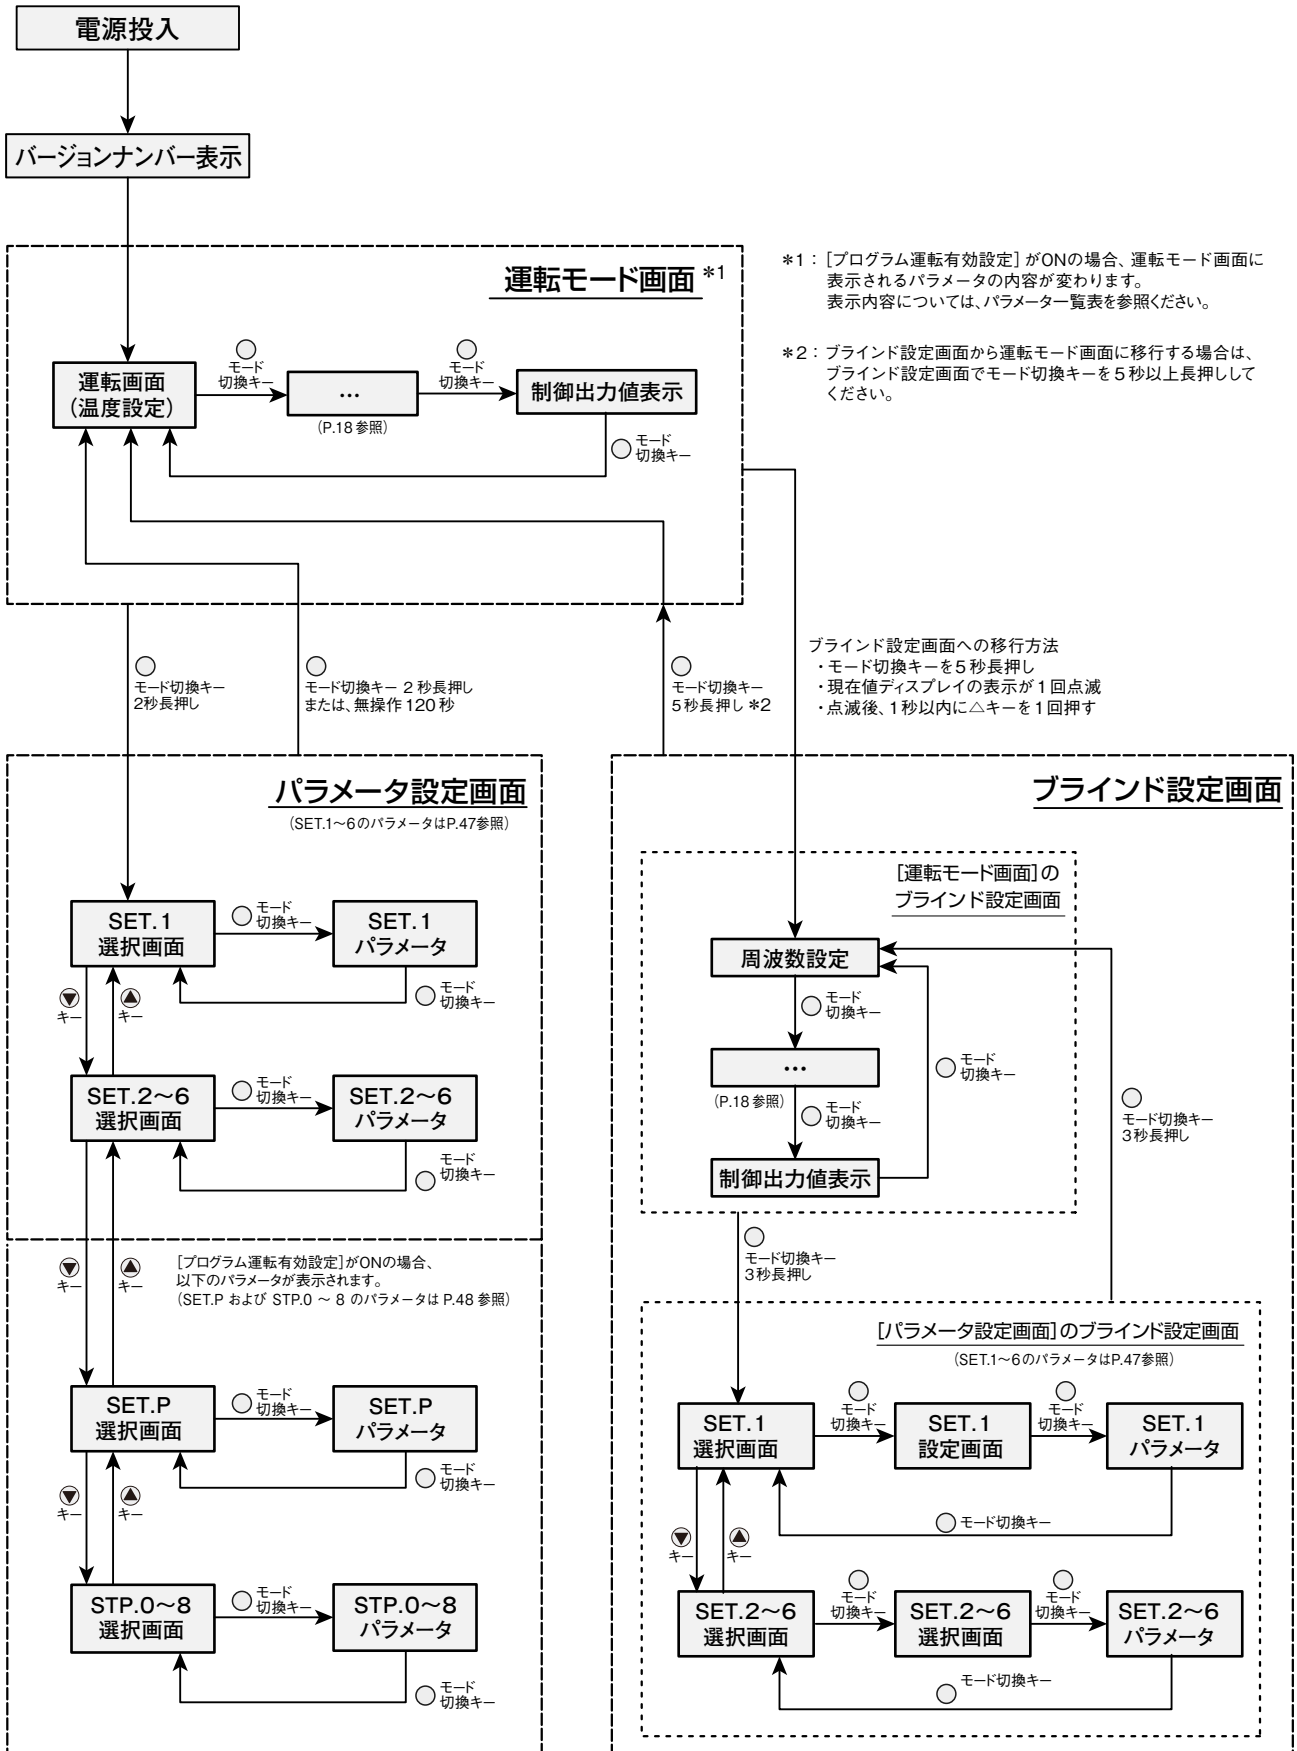 電源投入
バージョンナンバー表示
運転モード画面 *1
運転画面
(温度設定)
モード
切換キー
…
(P.18 参照)
モード
切換キー
制御出力値表示
モード
切換キー
*1：［プログラム運転有効設定］がONの場合、運転モード画面に
表示されるパラメータの内容が変わります。
表示内容については、パラメータ一覧表を参照ください。
*2：ブラインド設定画面から運転モード画面に移行する場合は、
ブラインド設定画面でモード切換キーを5秒以上長押しして
ください。
モード切換キー
2秒長押し
モード切換キー 2 秒長押し
または、無操作 120 秒
モード切換キー
5秒長押し *2
ブラインド設定画面への移行方法
・モード切換キーを5秒長押し
・現在値ディスプレイの表示が1回点滅
・点滅後、1秒以内に△キーを1回押す
パラメータ設定画面
(SET.1〜6のパラメータはP.47参照)
SET.1
選択画面
モード
切換キー
SET.1
パラメータ
モード
切換キー
▼
キー
▲
キー
SET.2〜6
選択画面
モード
切換キー
SET.2〜6
パラメータ
モード
切換キー
▼
キー
▲
キー
［プログラム運転有効設定］がONの場合、
以下のパラメータが表示されます。
(SET.P および STP.0 〜 8 のパラメータは P.48 参照)
SET.P
選択画面
モード
切換キー
SET.P
パラメータ
モード
切換キー
▼
キー
▲
キー
STP.0〜8
選択画面
モード
切換キー
STP.0〜8
パラメータ
モード
切換キー
ブラインド設定画面
［運転モード画面］の
ブラインド設定画面
周波数設定
モード
切換キー
…
(P.18 参照)
モード
切換キー
制御出力値表示
モード
切換キー
モード切換キー
3秒長押し
モード切換キー
3秒長押し
［パラメータ設定画面］のブラインド設定画面
(SET.1〜6のパラメータはP.47参照)
SET.1
選択画面
モード
切換キー
SET.1
設定画面
モード
切換キー
SET.1
パラメータ
モード切換キー
▼
キー
▲
キー
SET.2〜6
選択画面
モード
切換キー
SET.2〜6
選択画面
モード
切換キー
SET.2〜6
パラメータ
モード切換キー